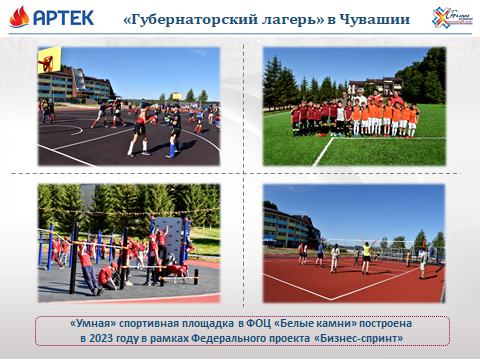 АРТЕК
«Губернаторский лагерь» в Чувашии
«Умная» спортивная площадка в ФОЦ «Белые камни» построена
в 2023 году в рамках Федерального проекта «Бизнес-спринт»